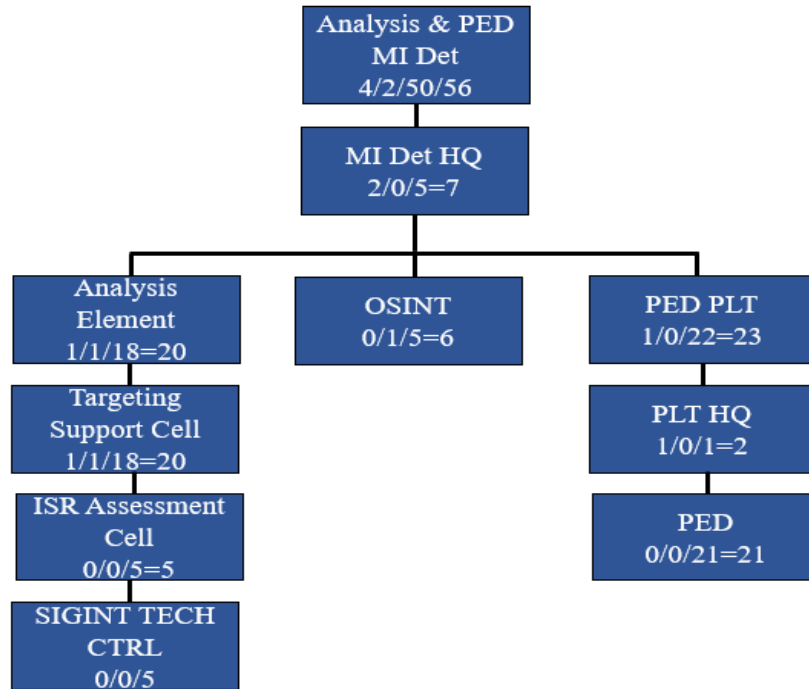 Analysis & PED
MI Det
4/2/50/56
MI Det HQ
2/0/5=7
Analysis
Element
1/1/18=20
OSINT
0/1/5=6
PED PLT
1/0/22=23
Targeting
Support Cell
1/1/18=20
PLT HQ
1/0/1=2
ISR Assessment
Cell
0/0/5=5
PED
0/0/21=21
SIGINT TECH
CTRL
0/0/5